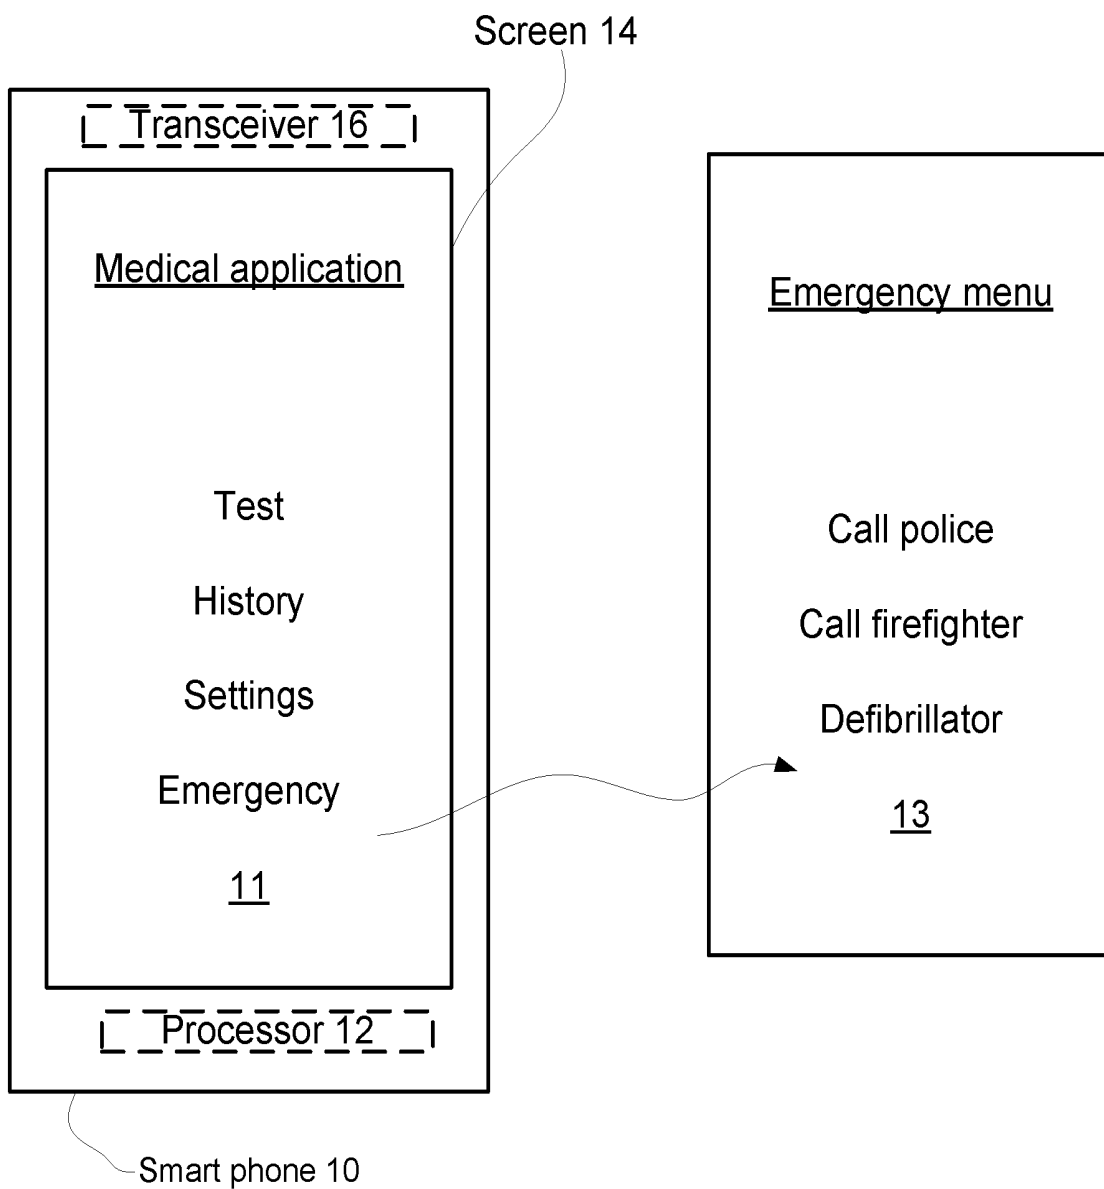 Screen 14
Transceiver 16
Medical application
Test
History
Settings
Emergency
11
Processor 12
Smart phone 10
Emergency menu
Call police
Call firefighter
Defibrillator
13